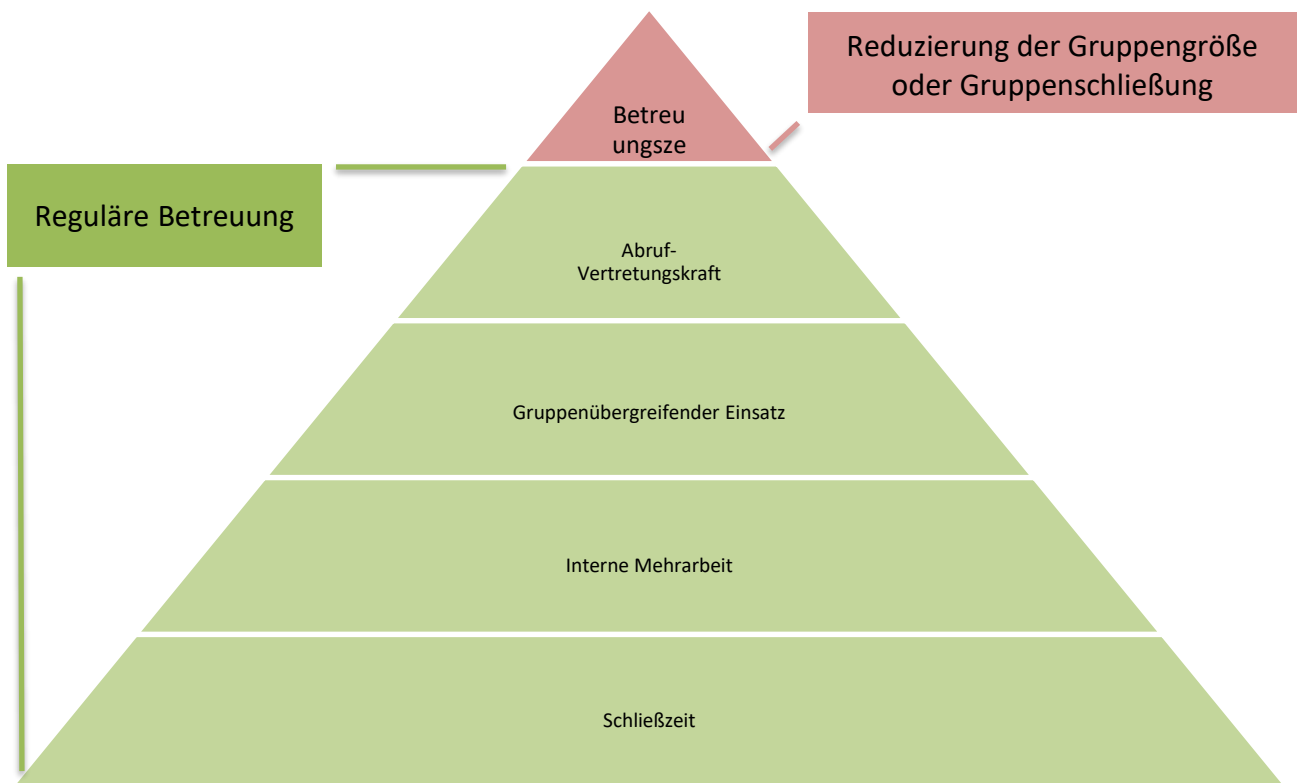 Reduzierung der Gruppengröße
oder Gruppenschließung
Betreu
ungsze
Reguläre Betreuung
Abruf-
Vertretungskraft
Gruppenübergreifender Einsatz
Interne Mehrarbeit
Schließzeit